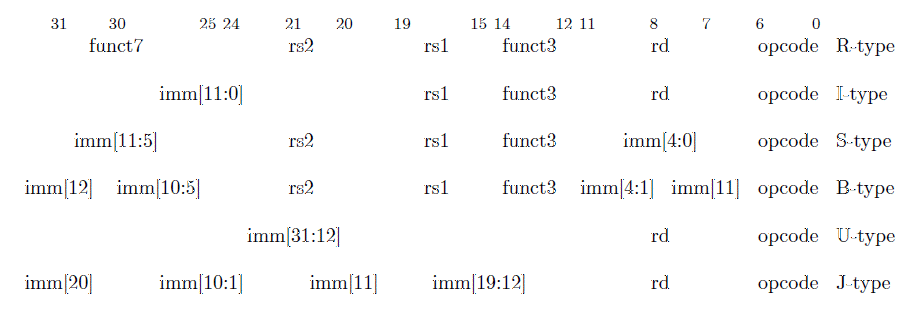 31 30 25 24 21 20 19 15 14 12 11 8 7 6 0
funct7 rs2 rs1 funct3 rd opcode R-type
imm[11:0] rs1 funct3 rd opcode I-type
imm[11:5] rs2 rs1 funct3 imm[4:0] opcode S-type
imm[12] imm[10:5] rs2 rs1 funct3 imm[4:1] imm[11] opcode B-type
imm[31:12] rd opcode U-type
imm[20] imm[10:1] imm[11] imm[19:12] rd opcode J-type